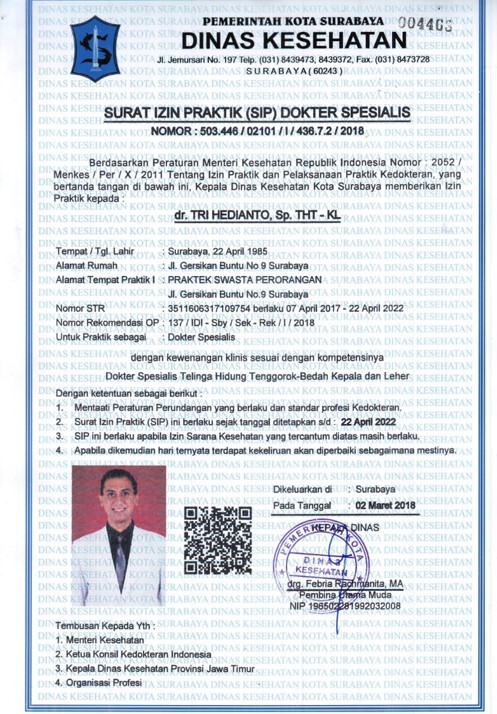 PEMERINTAH KOTA SURABAYA
DINAS KESEHATAN
Jl. Jemursari No. 197 Telp. (031) 8439473, 8439372, Fax. (031) 8473728
SURABAYA ( 60243 )
SURAT IZIN PRAKTIK (SIP) DOKTER SPESIALIS
NOMOR : 503.446 / 02101 / I / 436.7.2 / 2018
Berdasarkan Peraturan Menteri Kesehatan Republik Indonesia Nomor : 2052 /
Menkes / Per / X / 2011 Tentang Izin Praktik dan Pelaksanaan Praktik Kedokteran, yang
bertanda tangan di bawah ini, Kepala Dinas Kesehatan Kota Surabaya memberikan Izin
Praktik kepada :
dr. TRI HEDIANTO, Sp. THT - KL
Tempat / Tgl. Lahir : Surabaya, 22 April 1985
Alamat Rumah : Jl. Gersikan Buntu No.9 Surabaya
Alamat Tempat Praktik I : PRAKTEK SWASTA PERORANGAN
Jl. Gersikan Buntu No.9 Surabaya
Nomor STR : 3511606317109754 berlaku 07 April 2017 - 22 April 2022
Nomor Rekomendasi OP : 137 / IDI - Sby / Sek - Rek / I / 2018
Untuk Praktik sebagai : Dokter Spesialis
dengan kewenangan klinis sesuai dengan kompetensinya
Dokter Spesialis Telinga Hidung Tenggorok-Bedah Kepala dan Leher
Dengan ketentuan sebagai berikut :
1. Mentaati Peraturan Perundangan yang berlaku dan standar profesi Kedokteran.
2. Surat Izin Praktik (SIP) ini berlaku sejak tanggal ditetapkan s/d : 22 April 2022
3. SIP ini berlaku apabila Izin Sarana Kesehatan yang tercantum diatas masih berlaku.
4. Apabila dikemudian hari ternyata terdapat kekeliruan akan diperbaiki sebagaimana mestinya.
Dikeluarkan di : Surabaya
Pada Tanggal : 02 Maret 2018
KEPALA DINAS
PEMERINTAH KOTA
DINAS
KESEHATAN
drg. Febria Rachmanita, MA
Pembina Utama Muda
NIP 196502281992032008
Tembusan Kepada Yth :
1. Menteri Kesehatan
2. Ketua Konsil Kedokteran Indonesia
3. Kepala Dinas Kesehatan Provinsi Jawa Timur
4. Organisasi Profesi